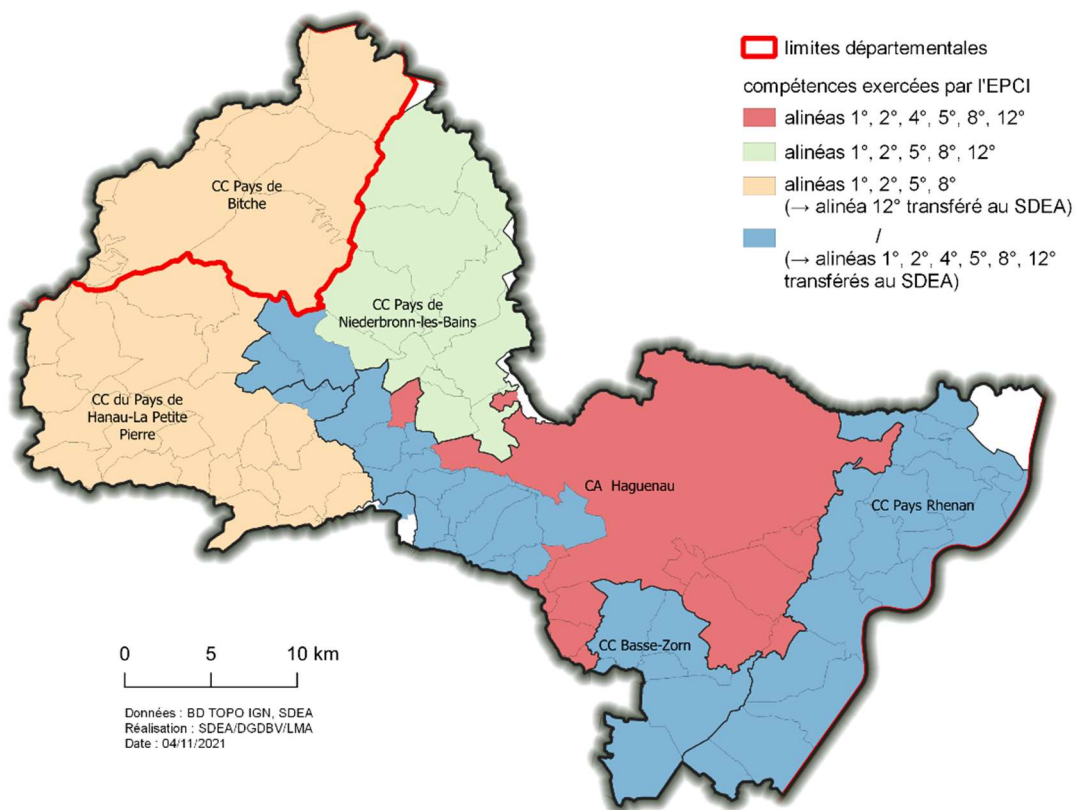 limites départementales
compétences exercées par l'EPCI
alinéas 1°, 2°, 4°, 5°, 8°, 12°
alinéas 1°, 2°, 5°, 8°, 12°
alinéas 1°, 2°, 5°, 8°
(→ alinéa 12° transféré au SDEA)
/
(→ alinéas 1°, 2°, 4°, 5°, 8°, 12°
transférés au SDEA)
CC Pays de
Bitche
CC Pays de
Niederbronn-les-Bains
CC du Pays de
Hanau-La Petite
Pierre
CA Haguenau
CC Pays Rhenan
CC Basse-Zorn
0 5 10 km
Données : BD TOPO IGN, SDEA
Réalisation : SDEA/DGDBV/LMA
Date : 04/11/2021